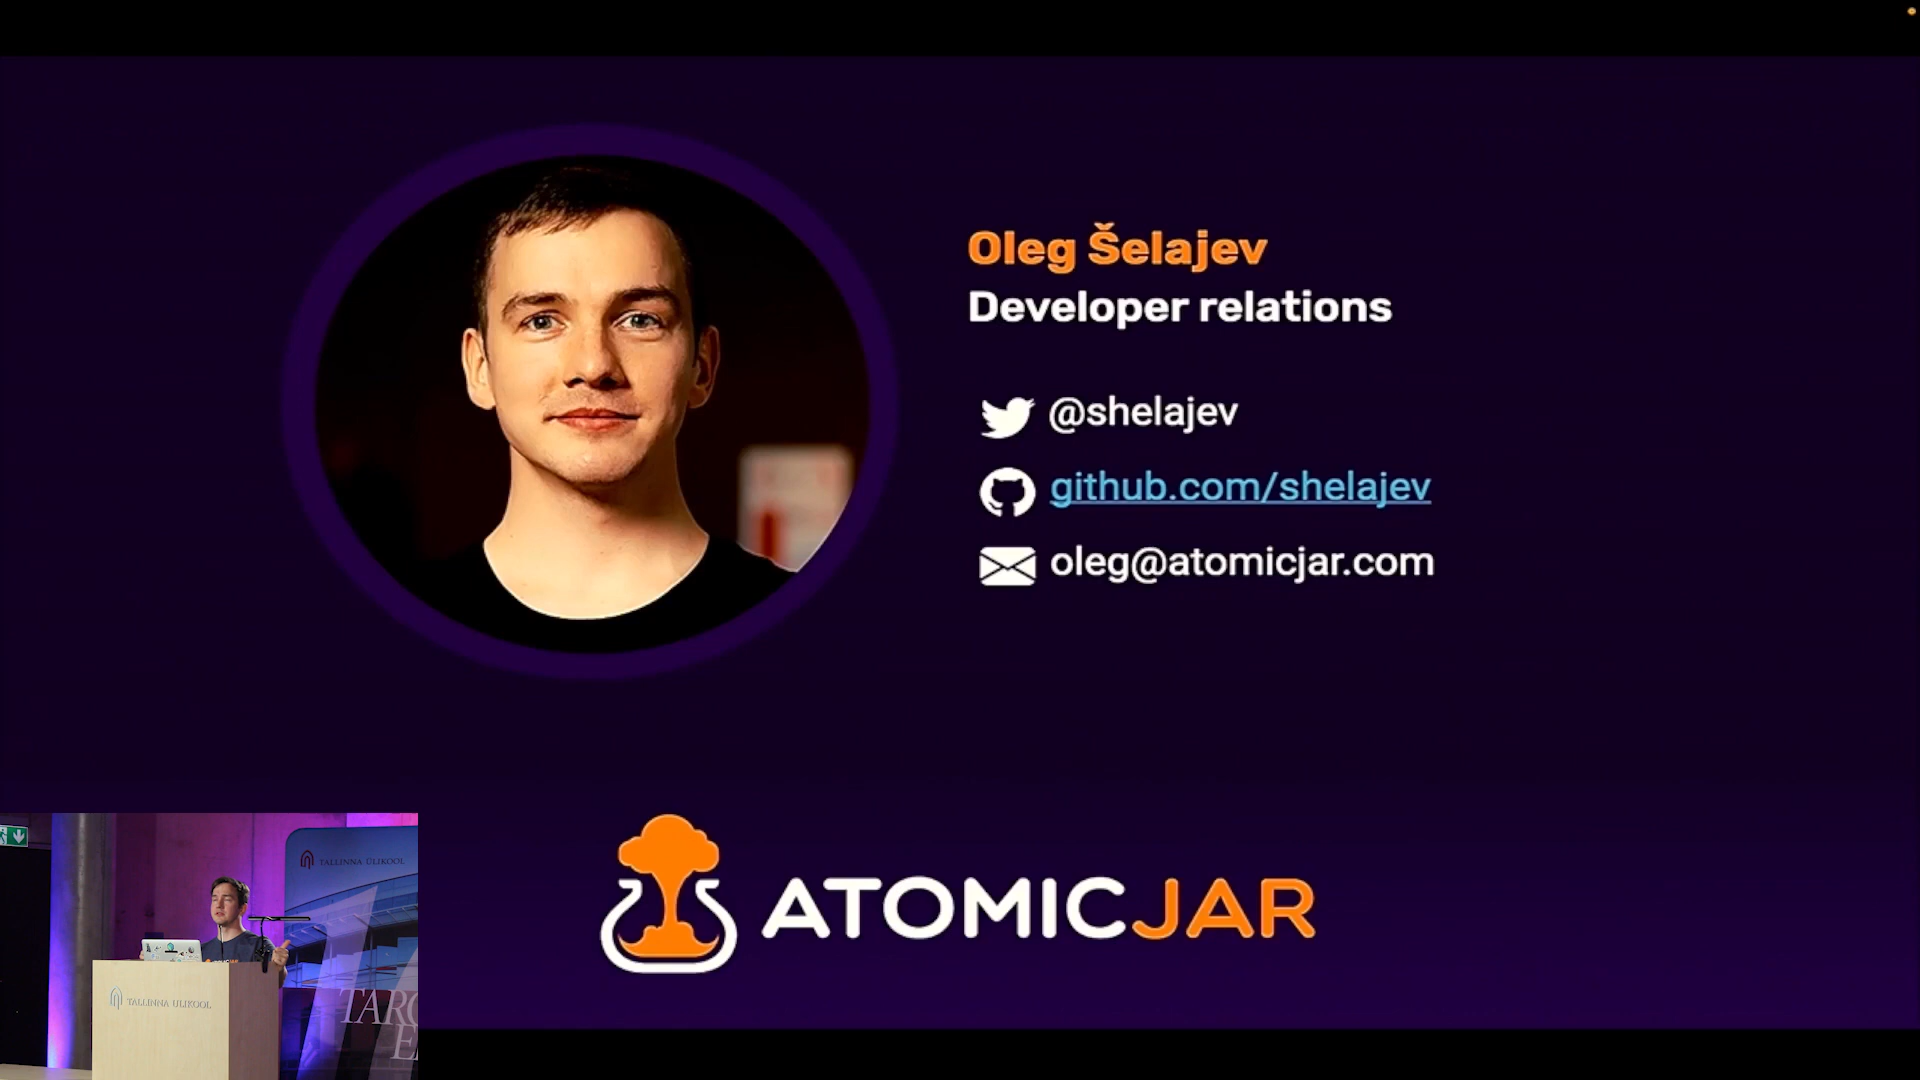 Oleg Šelajev
Developer relations
@shelajev
github.com/shelajev
oleg@atomicjar.com
ATOMICJAR
TALLINNA ÜLIKOOL
TALLINNA ÜLIKOOL